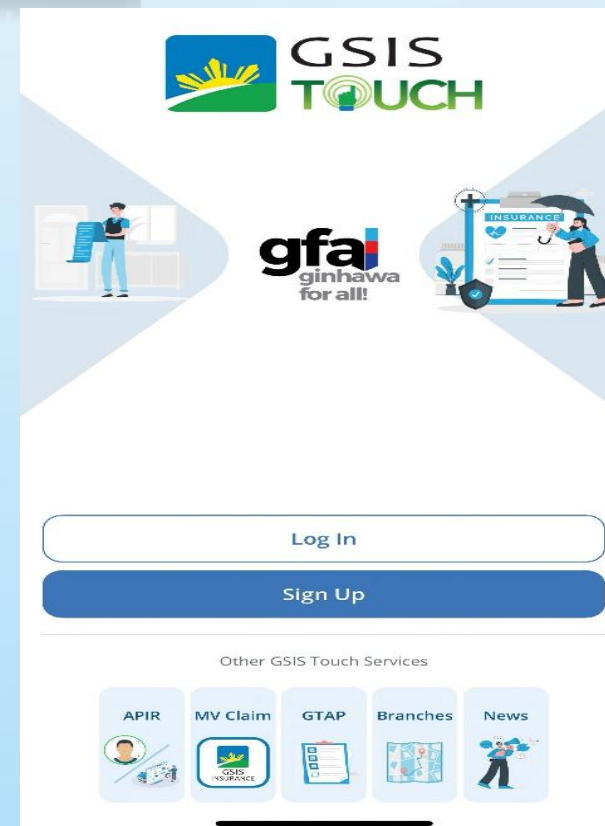 GSIS
TOUCH
INSURANCE
gfal
ginhawa
for all!
Log In
Sign Up
Other GSIS Touch Services
APIR MV Claim GTAP Branches News
GSIS
INSURANCE